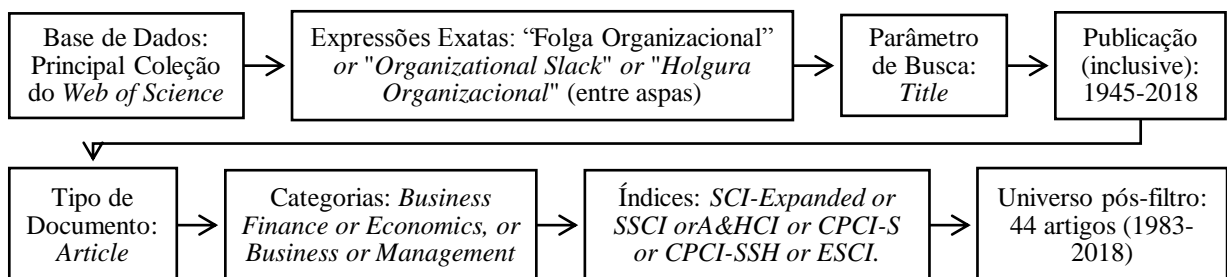 Base de Dados:
Principal Coleção
do Web of Science
Expressões Exatas: “Folga Organizacional”
or "Organizational Slack" or "Holgura
Organizacional" (entre aspas)
Parâmetro
de Busca:
Title
Publicação
(inclusive):
1945-2018
Tipo de
Documento:
Article
Categorias: Business
Finance or Economics, or
Business or Management
Índices: SCI-Expanded or
SSCI orA&HCI or CPCI-S
or CPCI-SSH or ESCI.
Universo pós-filtro:
44 artigos (1983-
2018)